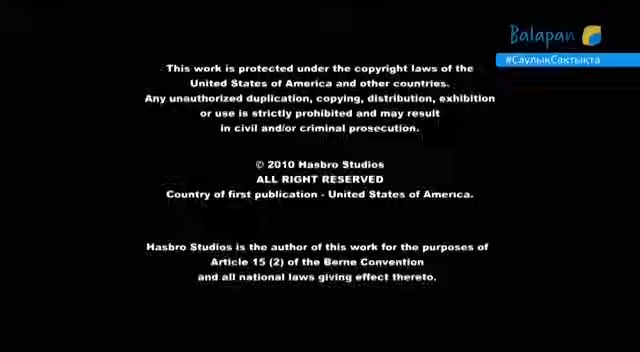 Balapan
#СаулықСақтықта
This work is protected under the copyright laws of the
United States of America and other countries.
Any unauthorized duplication, copying, distribution, exhibition
or use is strictly prohibited and may result
in civil and/or criminal prosecution.
© 2010 Hasbro Studios
ALL RIGHT RESERVED
Country of first publication - United States of America.
Hasbro Studios is the author of this work for the purposes of
Article 15 (2) of the Berne Convention
and all national laws giving effect thereto.